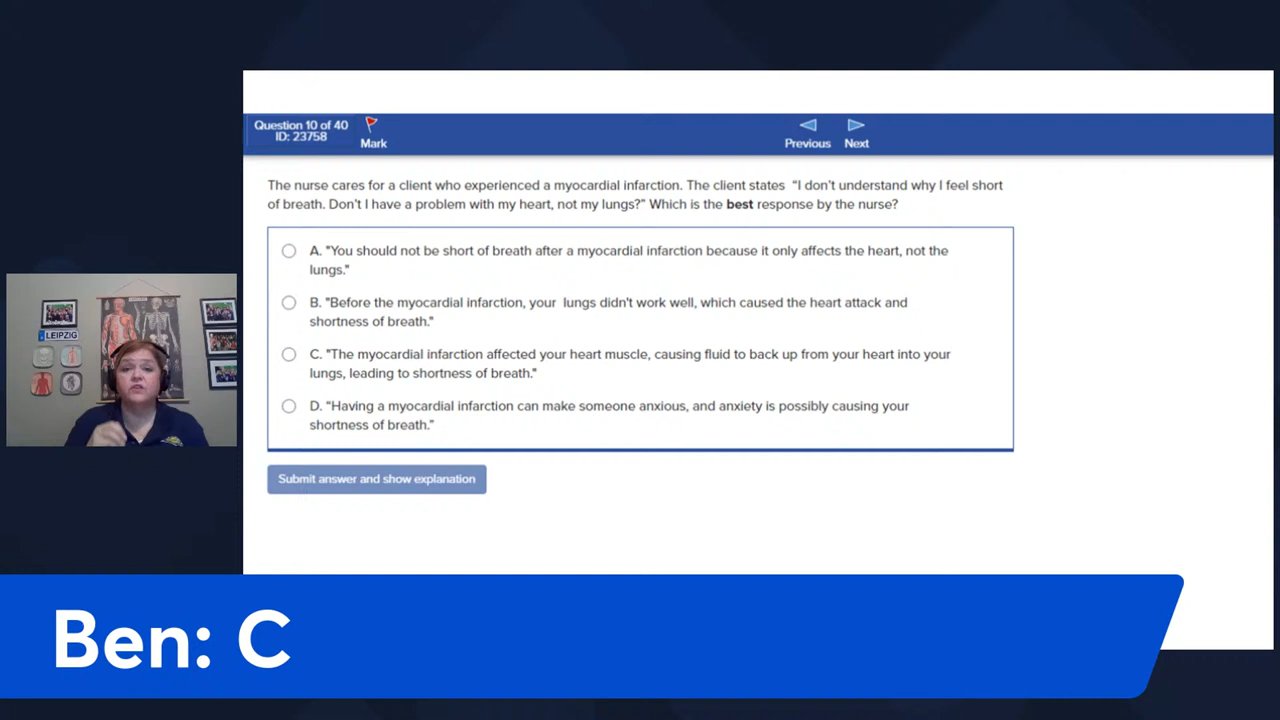 Question 10 of 40
ID: 23758
Mark
Previous
Next
The nurse cares for a client who experienced a myocardial infarction. The client states  “I don’t understand why I feel short
of breath. Don’t I have a problem with my heart, not my lungs?” Which is the best response by the nurse?
A. "You should not be short of breath after a myocardial infarction because it only affects the heart, not the
lungs."
B. "Before the myocardial infarction, your  lungs didn't work well, which caused the heart attack and
shortness of breath."
C. "The myocardial infarction affected your heart muscle, causing fluid to back up from your heart into your
lungs, leading to shortness of breath."
D. “Having a myocardial infarction can make someone anxious, and anxiety is possibly causing your
shortness of breath.”
Submit answer and show explanation
LEIPZIG
Ben: C